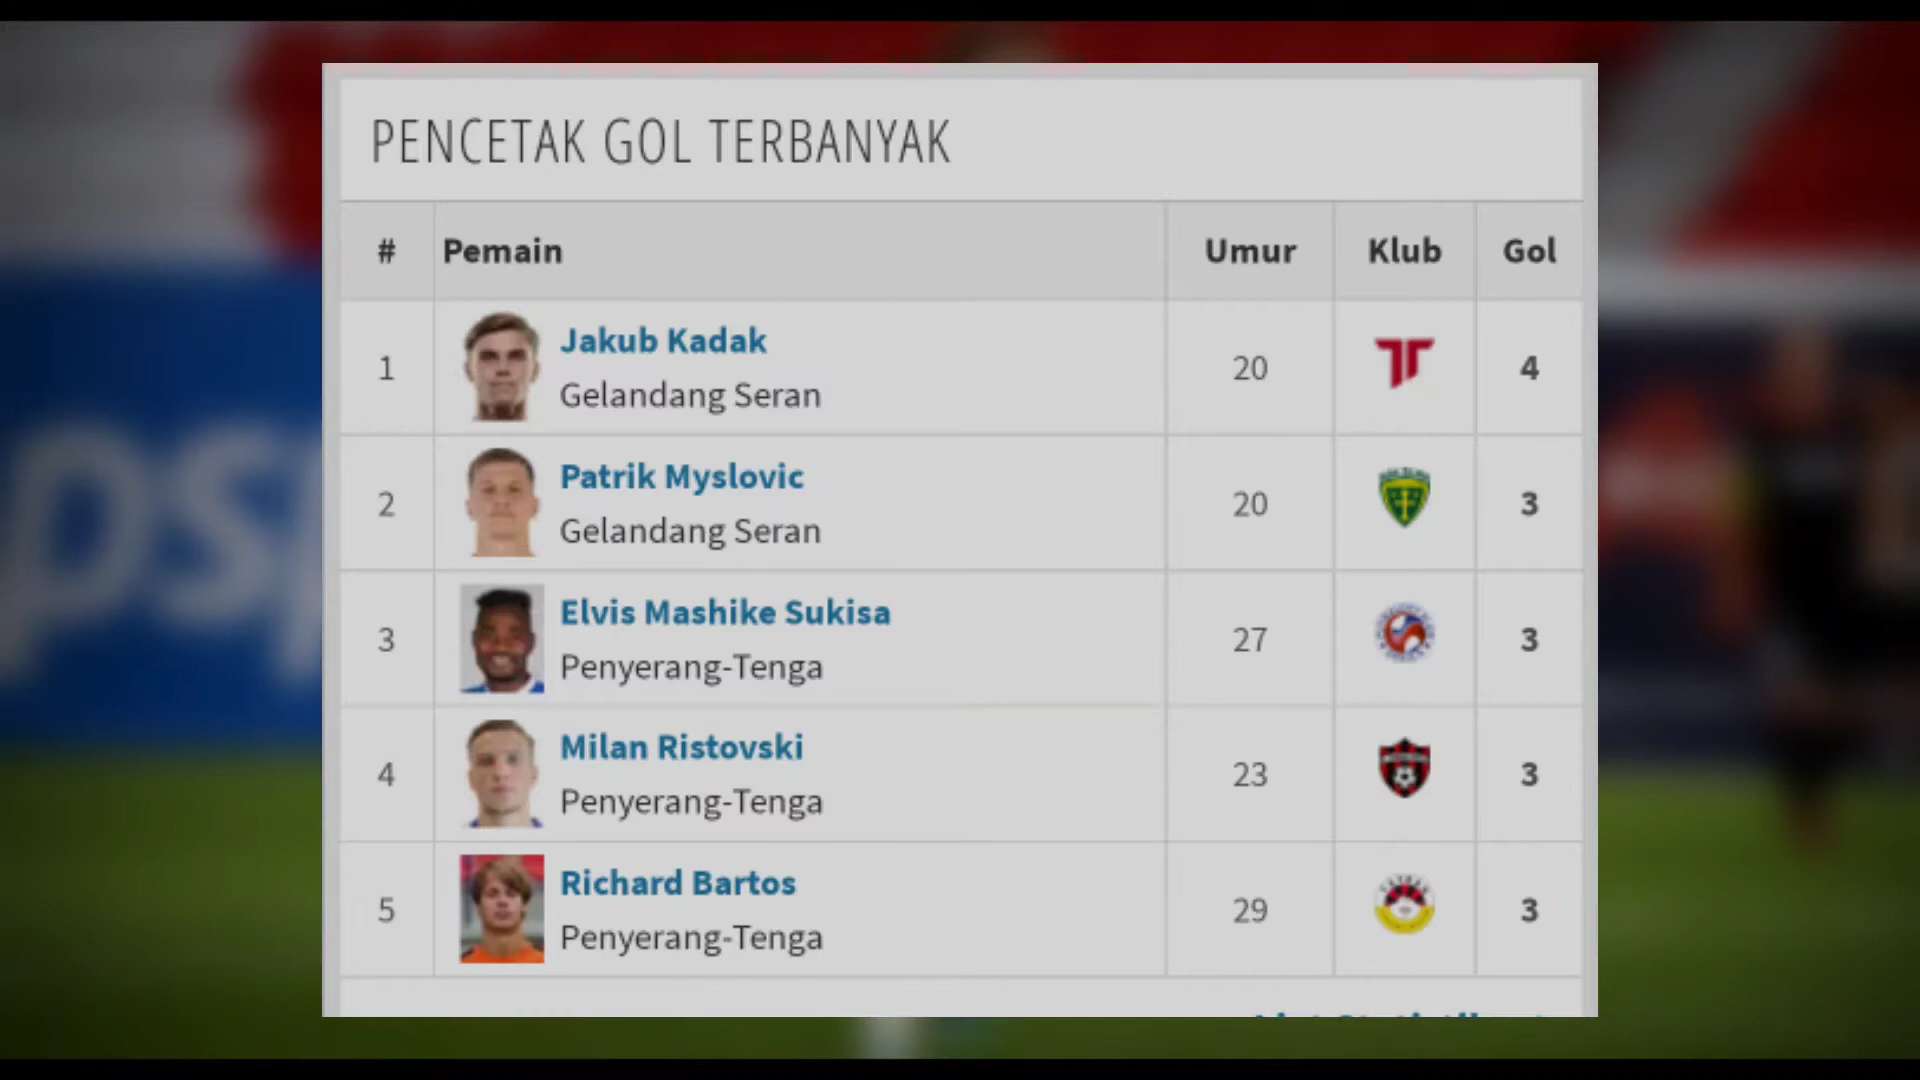 PENCETAK GOL TERBANYAK
# Pemain Umur Klub Gol
1 Jakub Kadak 20 4
Gelandang Seran
2 Patrik Myslovic 20 3
Gelandang Seran
3 Elvis Mashike Sukisa 27 3
Penyerang-Tenga
4 Milan Ristovski 23 3
Penyerang-Tenga
5 Richard Bartos 29 3
Penyerang-Tenga